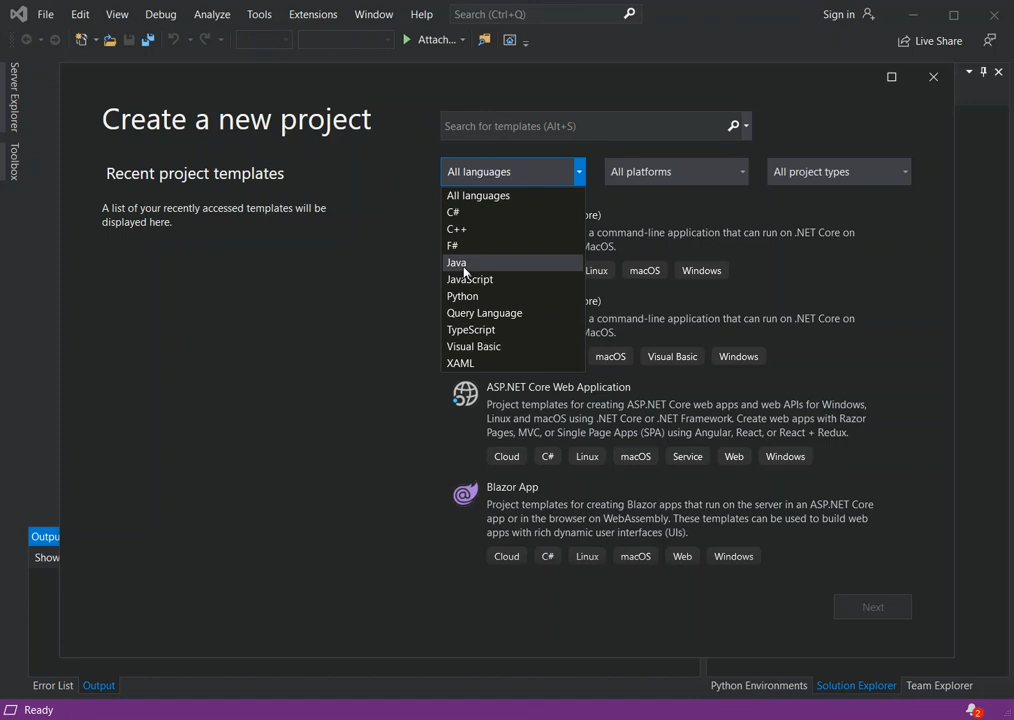 File Edit View Debug Analyze Tools Extensions Window Help Search (Ctrl+Q) Sign in
Attach... Live Share
Server Explorer
Toolbox
Create a new project
Search for templates (Alt+S)
Recent project templates
A list of your recently accessed templates will be
displayed here.
All languages All platforms All project types
All languages
C#
C++
F#
Java
JavaScript
Python
Query Language
TypeScript
Visual Basic
XAML
re)
a command-line application that can run on .NET Core on
MacOS.
Linux macOS Windows
re)
a command-line application that can run on .NET Core on
MacOS.
macOS Visual Basic Windows
ASP.NET Core Web Application
Project templates for creating ASP.NET Core web apps and web APIs for Windows,
Linux and macOS using .NET Core or .NET Framework. Create web apps with Razor
Pages, MVC, or Single Page Apps (SPA) using Angular, React, or React + Redux.
Cloud C# Linux macOS Service Web Windows
Blazor App
Project templates for creating Blazor apps that run on the server in an ASP.NET Core
app or in the browser on WebAssembly. These templates can be used to build web
apps with rich dynamic user interfaces (UIs).
Cloud C# Linux macOS Web Windows
Next
Outpu
Show
Error List Output Python Environments Solution Explorer Team Explorer
Ready 2